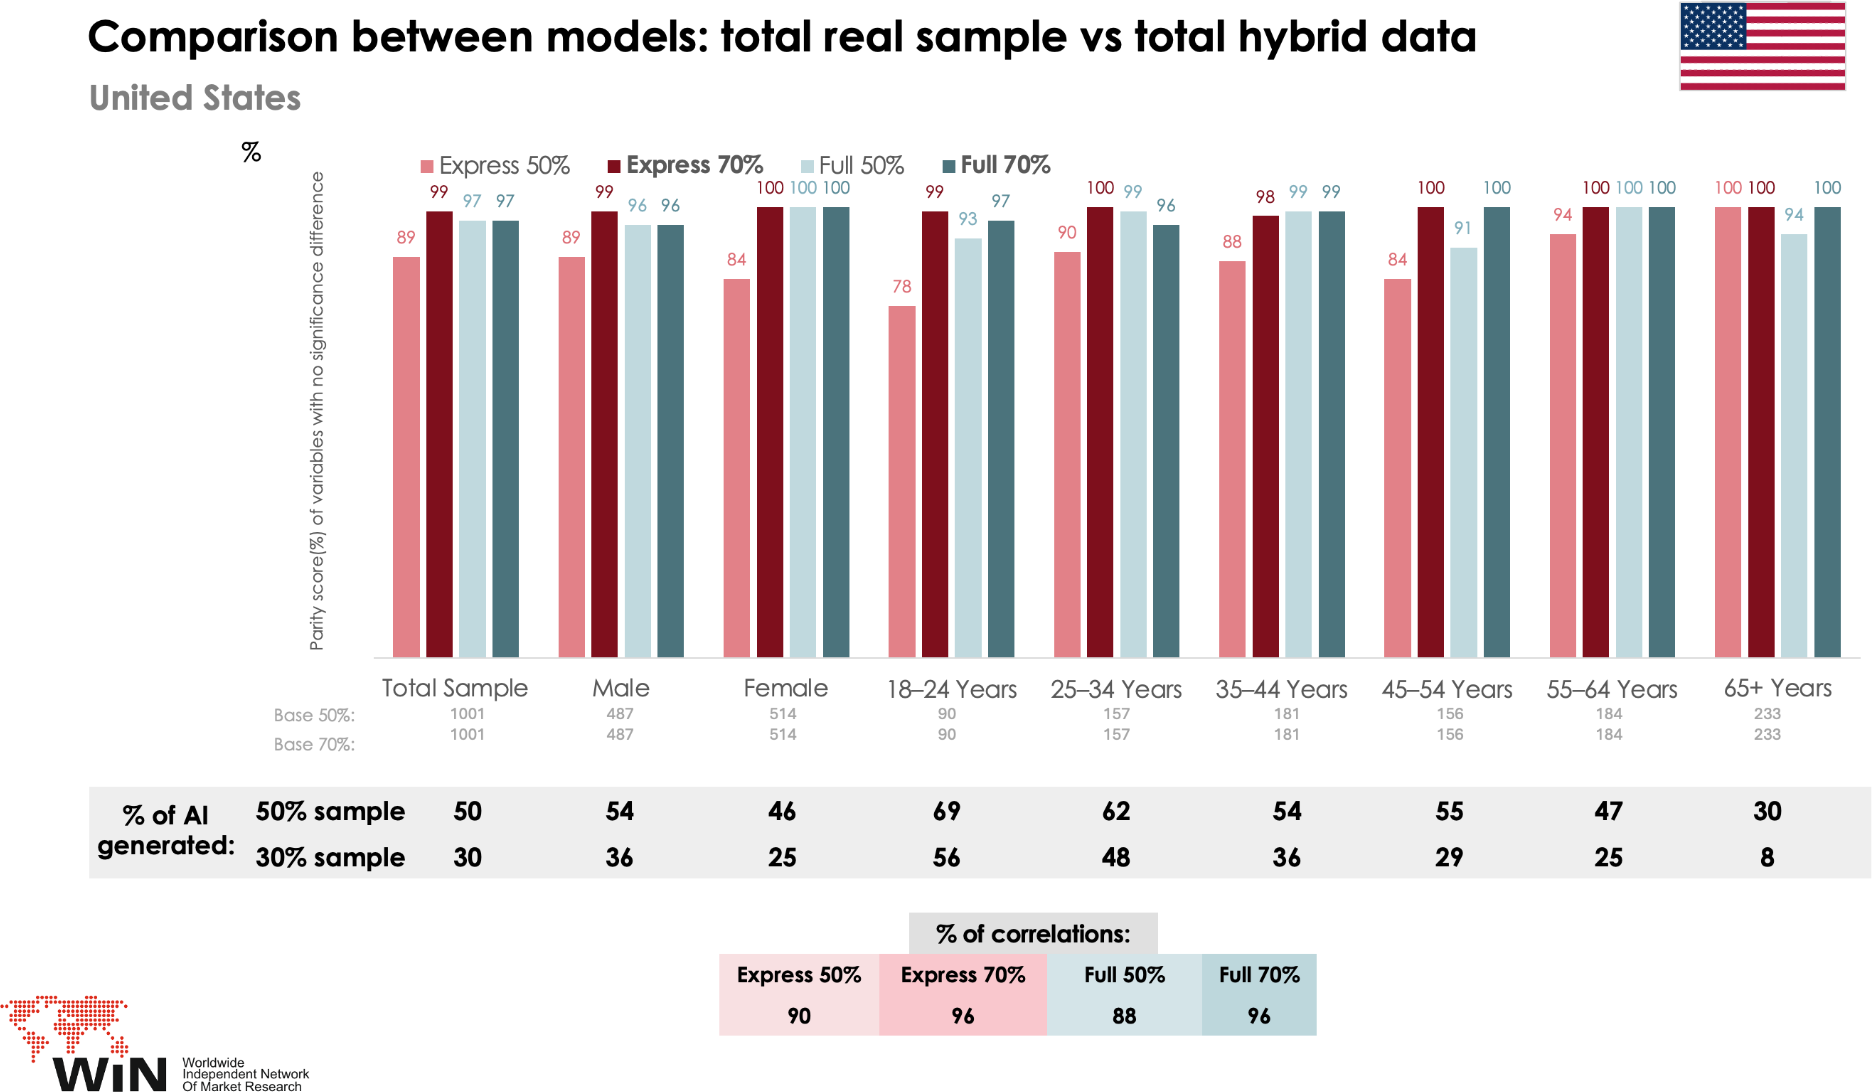 Comparison between models: total real sample vs total hybrid data
United States
%
Parity score(%) of variables with no significance difference
Express 50% Express 70% Full 50% Full 70%
89 99 97 97
89 99 96 96
84 100 100 100
78 99 93 97
90 100 99 96
88 98 99 99
84 100 91 100
94 100 100 100
100 100 94 100
Total Sample Male Female 18–24 Years 25–34 Years 35–44 Years 45–54 Years 55–64 Years 65+ Years
Base 50%: 1001 487 514 90 157 181 156 184 233
Base 70%: 1001 487 514 90 157 181 156 184 233
% of AI generated:
50% sample 50 54 46 69 62 54 55 47 30
30% sample 30 36 25 56 48 36 29 25 8
% of correlations:
Express 50% Express 70% Full 50% Full 70%
90 96 88 96
WiN
Worldwide
Independent Network
Of Market Research